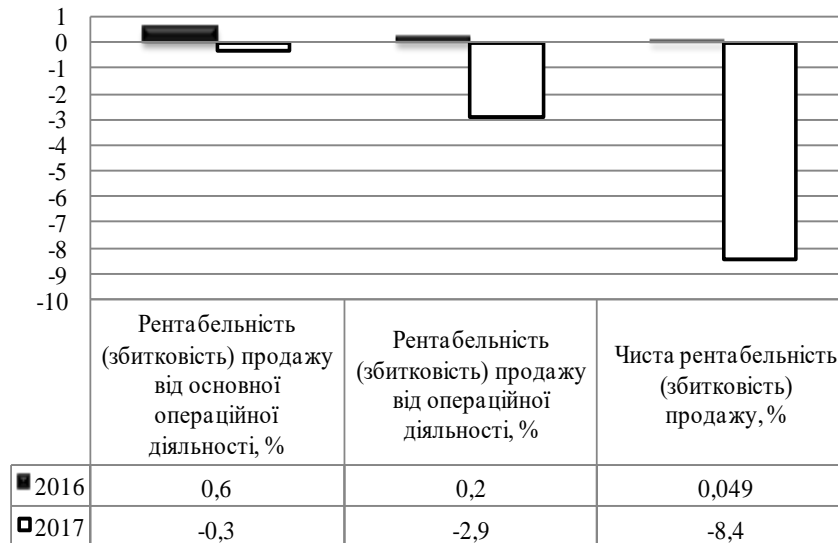 1
0
-1
-2
-3
-4
-5
-6
-7
-8
-9
-10
Рентабельність
(збитковість) продажу
від основної
операційної
діяльності, %
Рентабельність
(збитковість) продажу
від операційної
діяльності, %
Чиста рентабельність
(збитковість)
продажу, %
2016 0,6 0,2 0,049
2017 -0,3 -2,9 -8,4